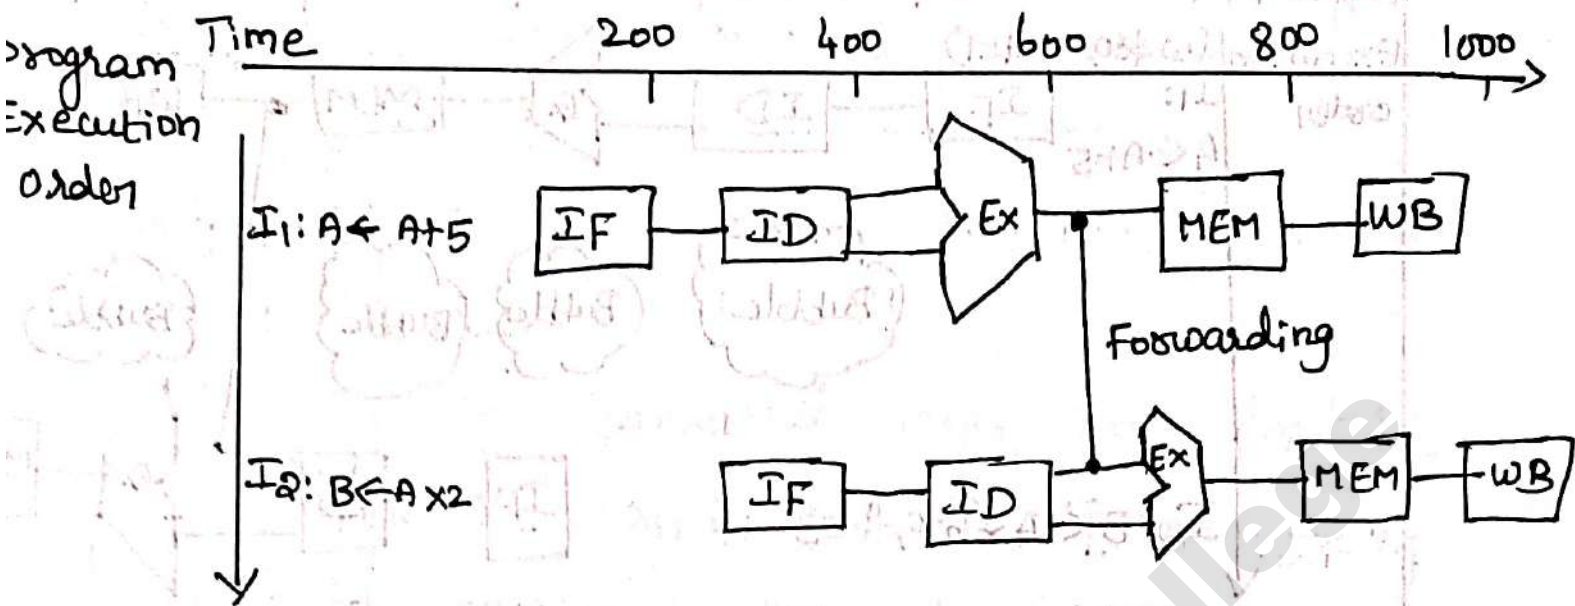 Time 200 400 600 800 1000
Program
Execution
Order
I1: A ← A+5 IF ID Ex MEM WB
Forwarding
I2: B ← A x2 IF ID Ex MEM WB